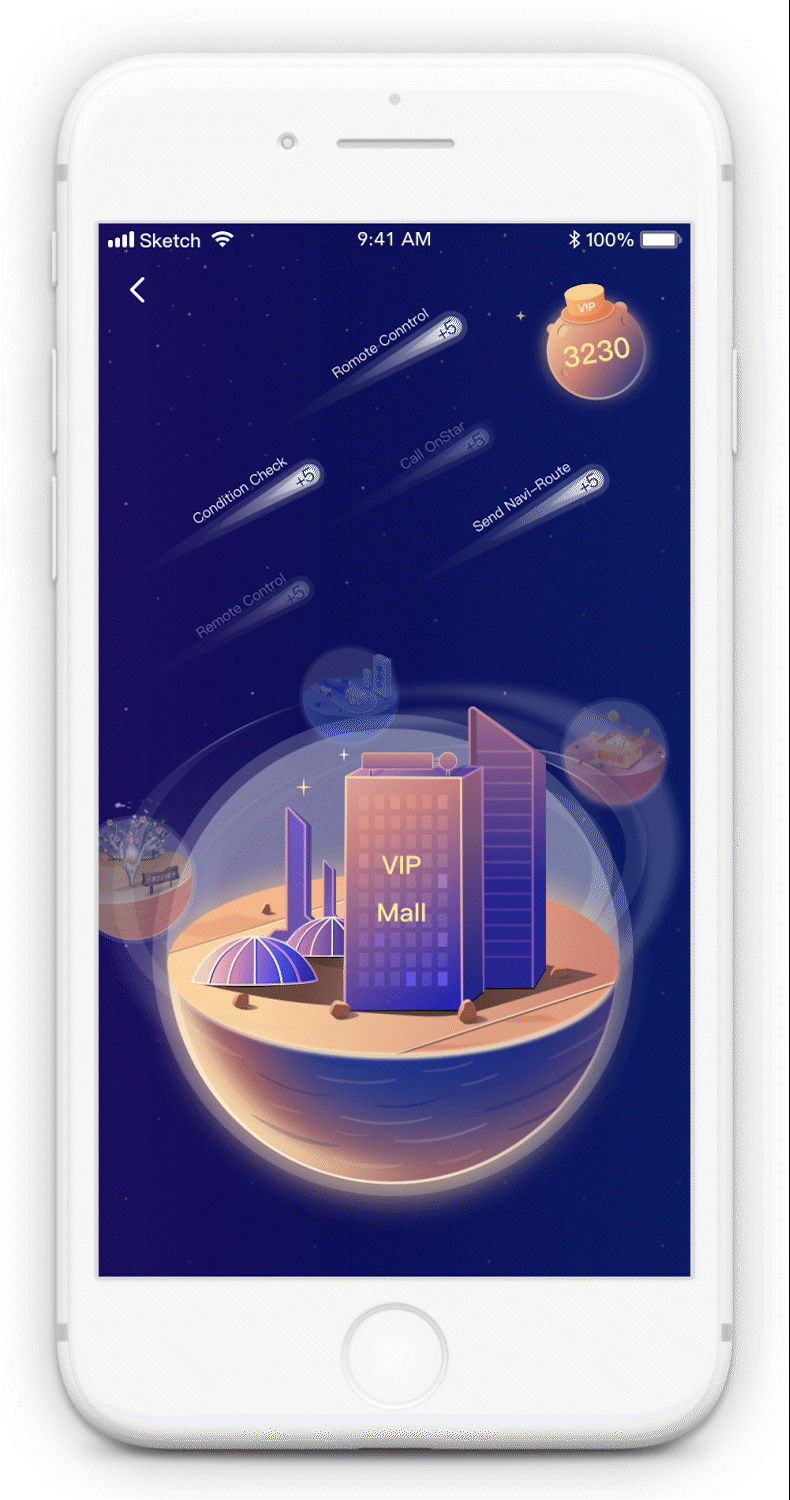 Sketch
9:41 AM
100%
VIP
3230
Romote Conntrol
+5
Call OnStar
+5
Condition Check
+5
Send Navi-Route
+5
Remote Control
+5
VIP
Mall